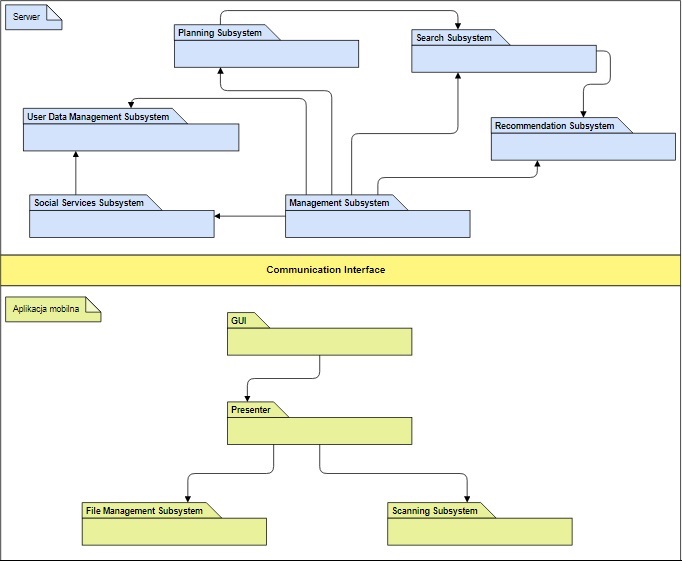 Serwer
Planning Subsystem
Search Subsystem
User Data Management Subsystem
Recommendation Subsystem
Social Services Subsystem
Management Subsystem
Communication Interface
Aplikacja mobilna
GUI
Presenter
File Management Subsystem
Scanning Subsystem